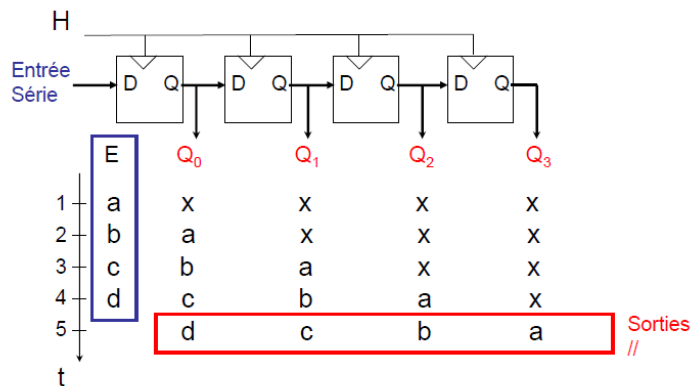 H
Entrée
Série
D Q D Q D Q D Q
E Q0 Q1 Q2 Q3
1 a x x x x
2 b a x x x
3 c b a x x
4 d c b a x
5 d c b a
Sorties
//
t